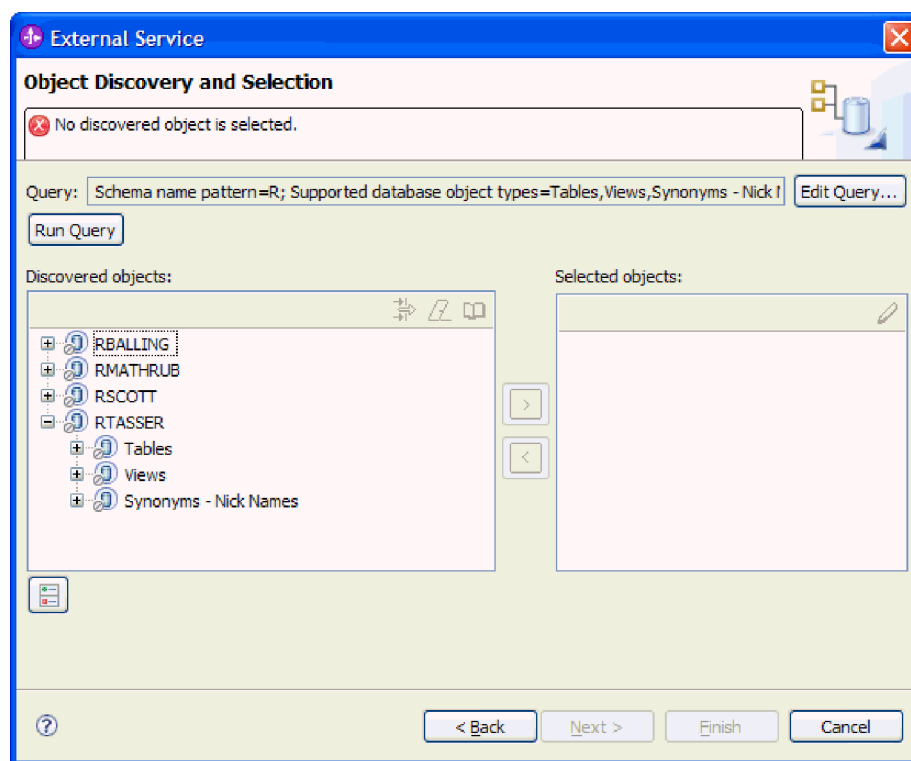 External Service
Object Discovery and Selection
No discovered object is selected.
Query: Schema name pattern=R; Supported database object types=Tables,Views,Synonyms - Nick Edit Query...
Run Query
Discovered objects: Selected objects:
RBALLING
RMATHRUB
RSCOTT
RTASSER
Tables
Views
Synonyms - Nick Names
>
<
? < Back Next > Finish Cancel